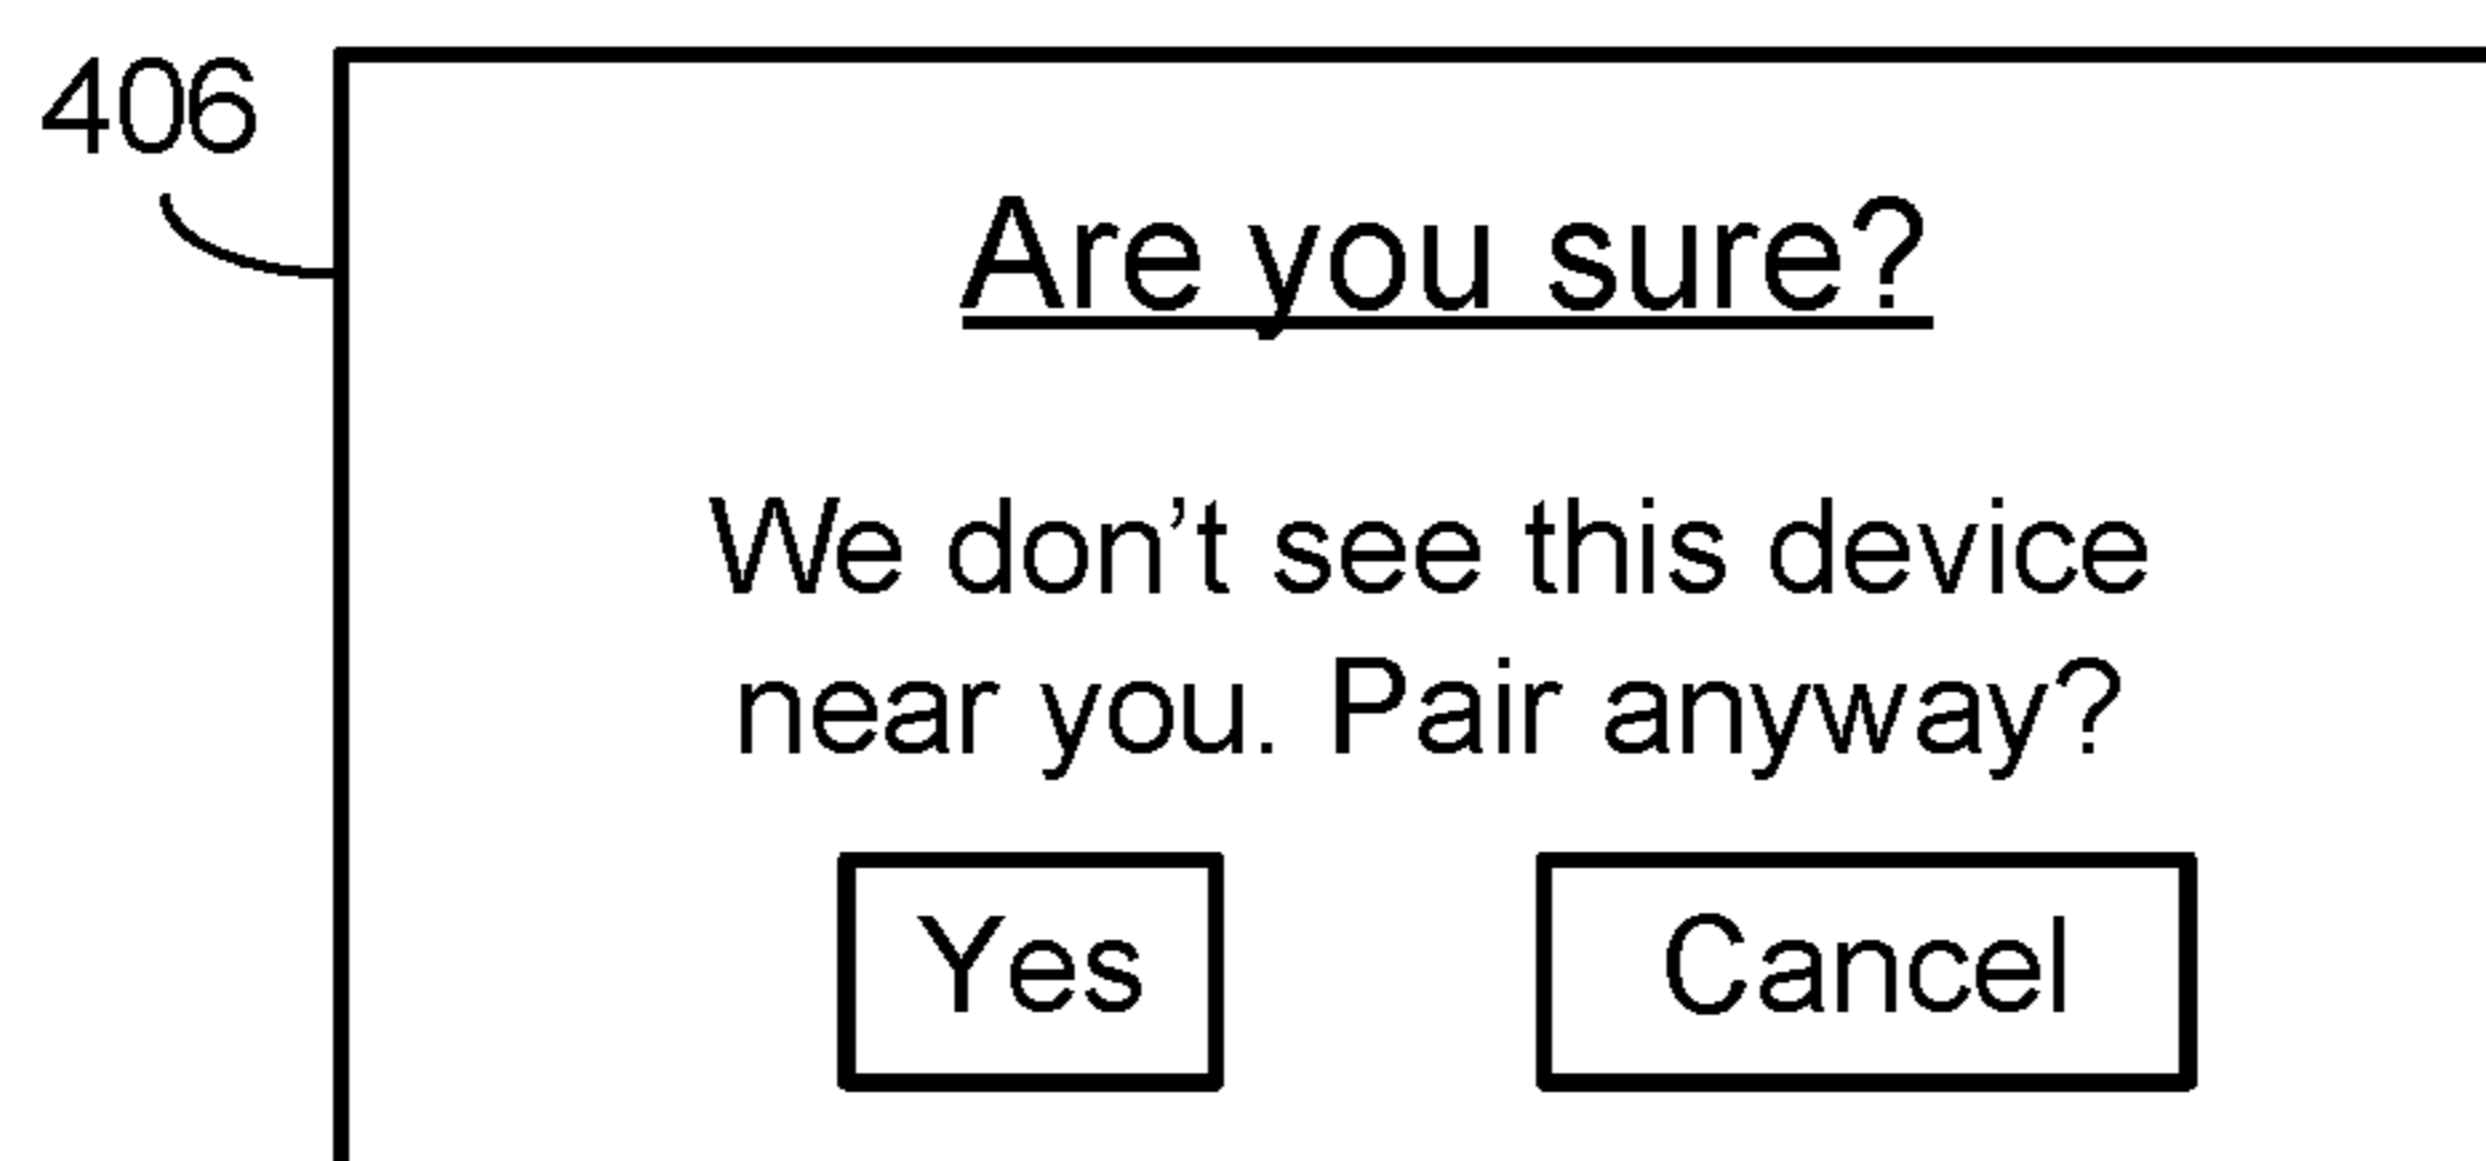 406
Are you sure?
We don’t see this device
near you. Pair anyway?
Yes
Cancel